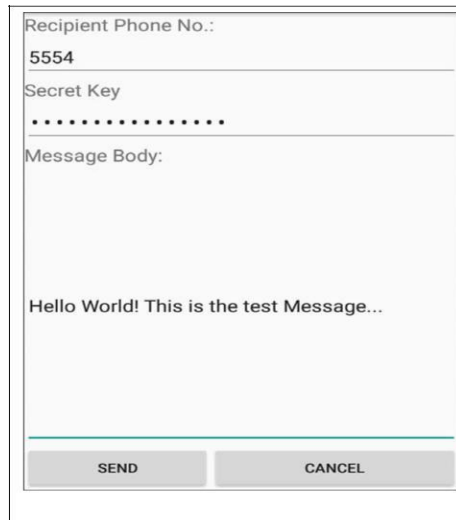 Recipient Phone No.:
5554
Secret Key
••••••••••••••••
Message Body:
Hello World! This is the test Message...
SEND CANCEL